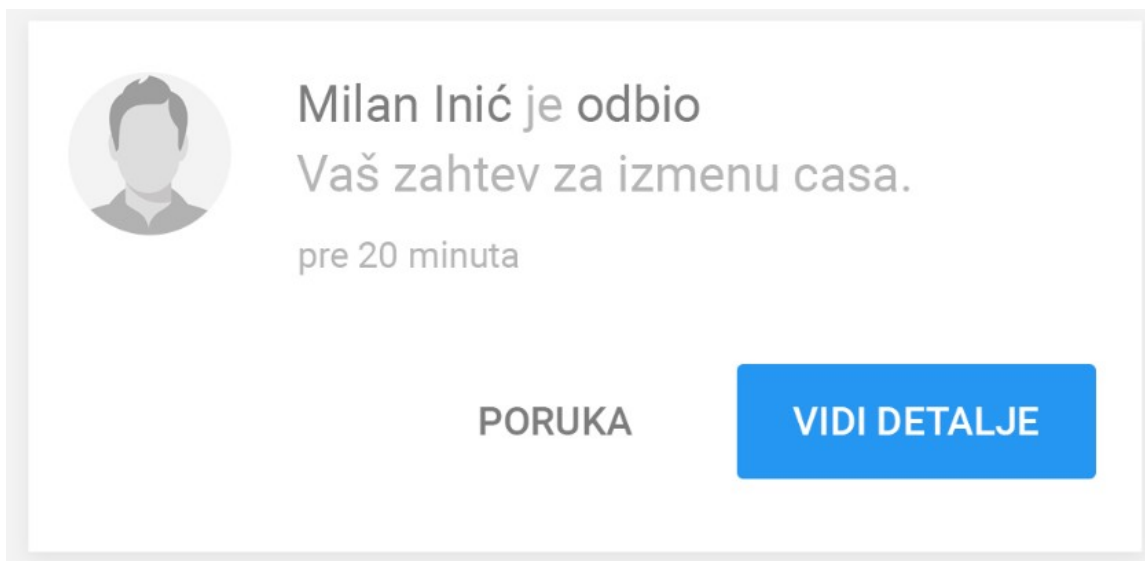 Milan Inić je odbio
Vaš zahtev za izmenu casa.
pre 20 minuta
PORUKA
VIDI DETALJE